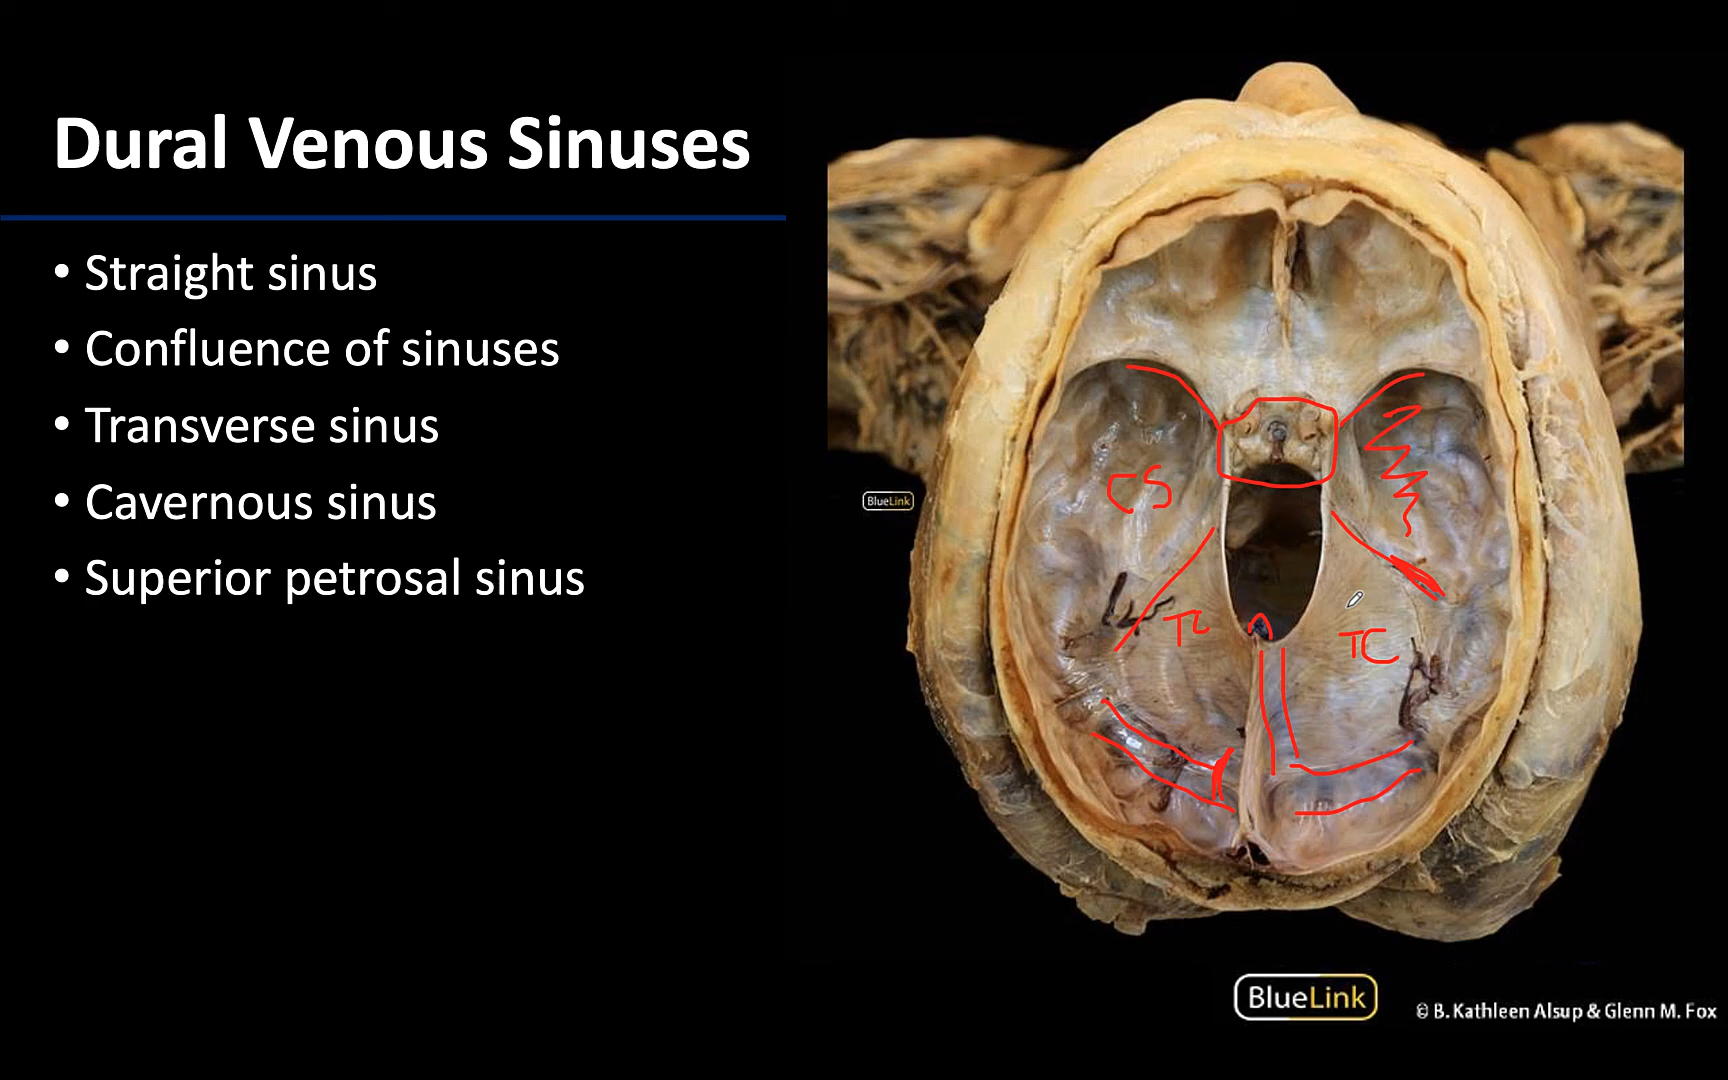 Dural Venous Sinuses
• Straight sinus
• Confluence of sinuses
• Transverse sinus
• Cavernous sinus
• Superior petrosal sinus
BlueLink
CS
TC
TC
BlueLink
© B. Kathleen Alsup & Glenn M. Fox